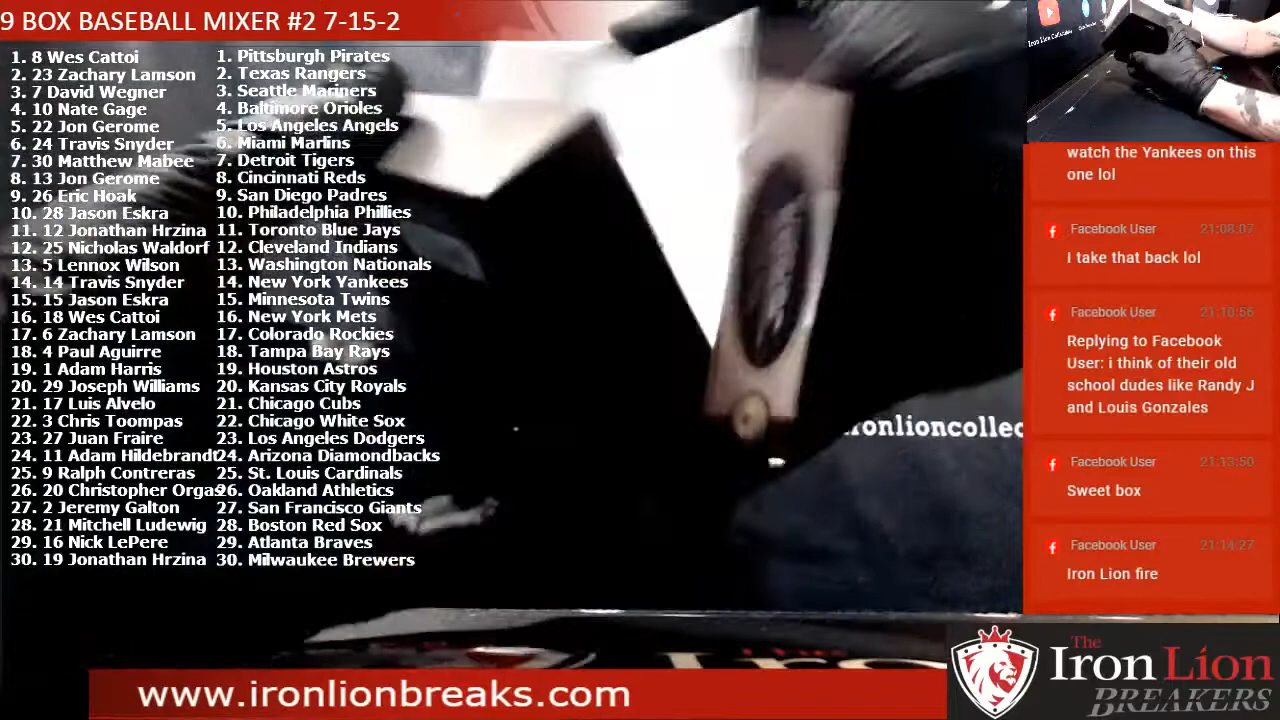 9 BOX BASEBALL MIXER #2 7-15-2
1. 8 Wes Cattoi
2. 23 Zachary Lamson
3. 7 David Wegner
4. 10 Nate Gage
5. 22 Jon Gerome
6. 24 Travis Snyder
7. 30 Matthew Mabee
8. 13 Jon Gerome
9. 26 Eric Hoak
10. 28 Jason Eskra
11. 12 Jonathan Hrzina
12. 25 Nicholas Waldorf
13. 5 Lennox Wilson
14. 14 Travis Snyder
15. 15 Jason Eskra
16. 18 Wes Cattoi
17. 6 Zachary Lamson
18. 4 Paul Aguirre
19. 1 Adam Harris
20. 29 Joseph Williams
21. 17 Luis Alvelo
22. 3 Chris Toompas
23. 27 Juan Fraire
24. 11 Adam Hildebrandt
25. 9 Ralph Contreras
26. 20 Christopher Orgas
27. 2 Jeremy Galton
28. 21 Mitchell Ludewig
29. 16 Nick LePere
30. 19 Jonathan Hrzina
1. Pittsburgh Pirates
2. Texas Rangers
3. Seattle Mariners
4. Baltimore Orioles
5. Los Angeles Angels
6. Miami Marlins
7. Detroit Tigers
8. Cincinnati Reds
9. San Diego Padres
10. Philadelphia Phillies
11. Toronto Blue Jays
12. Cleveland Indians
13. Washington Nationals
14. New York Yankees
15. Minnesota Twins
16. New York Mets
17. Colorado Rockies
18. Tampa Bay Rays
19. Houston Astros
20. Kansas City Royals
21. Chicago Cubs
22. Chicago White Sox
23. Los Angeles Dodgers
24. Arizona Diamondbacks
25. St. Louis Cardinals
26. Oakland Athletics
27. San Francisco Giants
28. Boston Red Sox
29. Atlanta Braves
30. Milwaukee Brewers
ironlioncollec
watch the Yankees on this
one lol
Facebook User 21:08:07
I take that back lol
Facebook User 21:10:56
Replying to Facebook
User: i think of their old
school dudes like Randy J
and Louis Gonzales
Facebook User 21:13:50
Sweet box
Facebook User 21:14:27
Iron Lion fire
www.ironlionbreaks.com
The
Iron Lion
BREAKERS